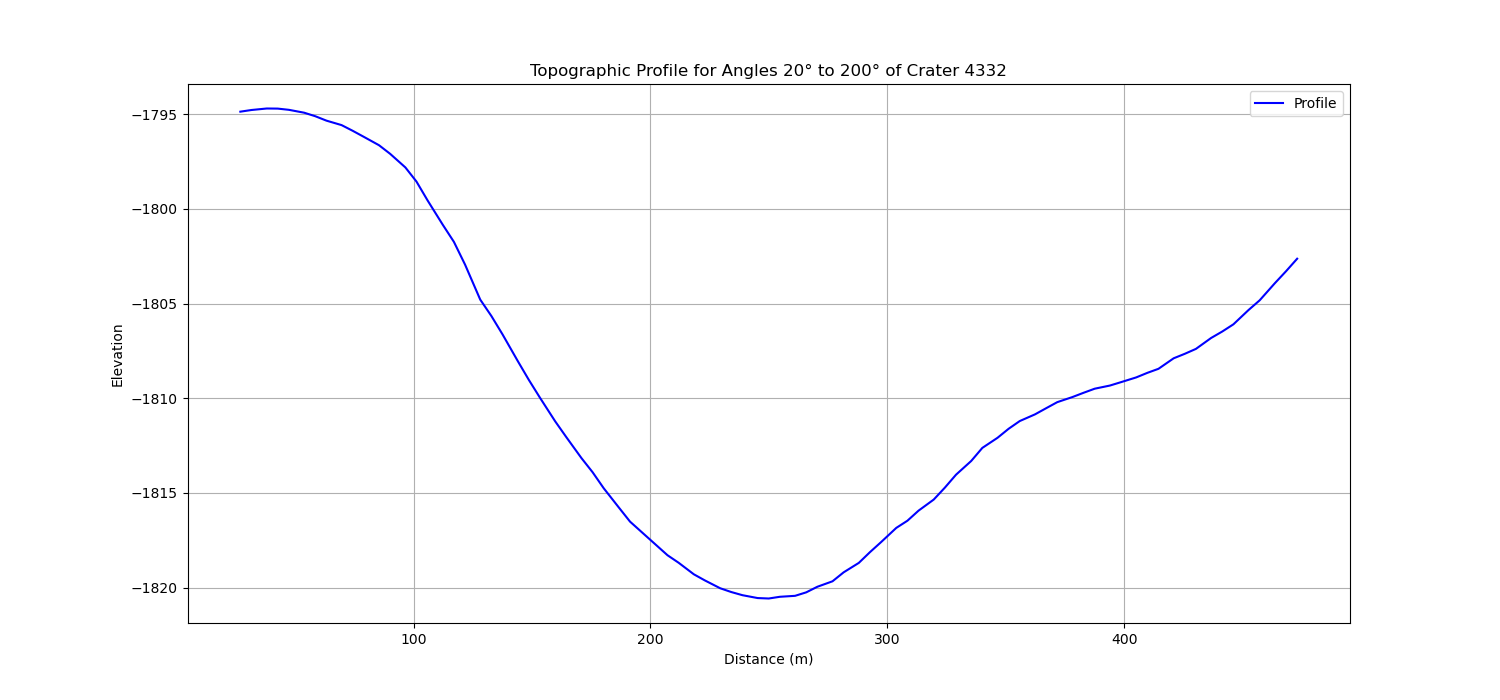 Topographic Profile for Angles 20° to 200° of Crater 4332
Profile
−1795
−1800
−1805
−1810
−1815
−1820
Elevation
100
200
300
400
Distance (m)